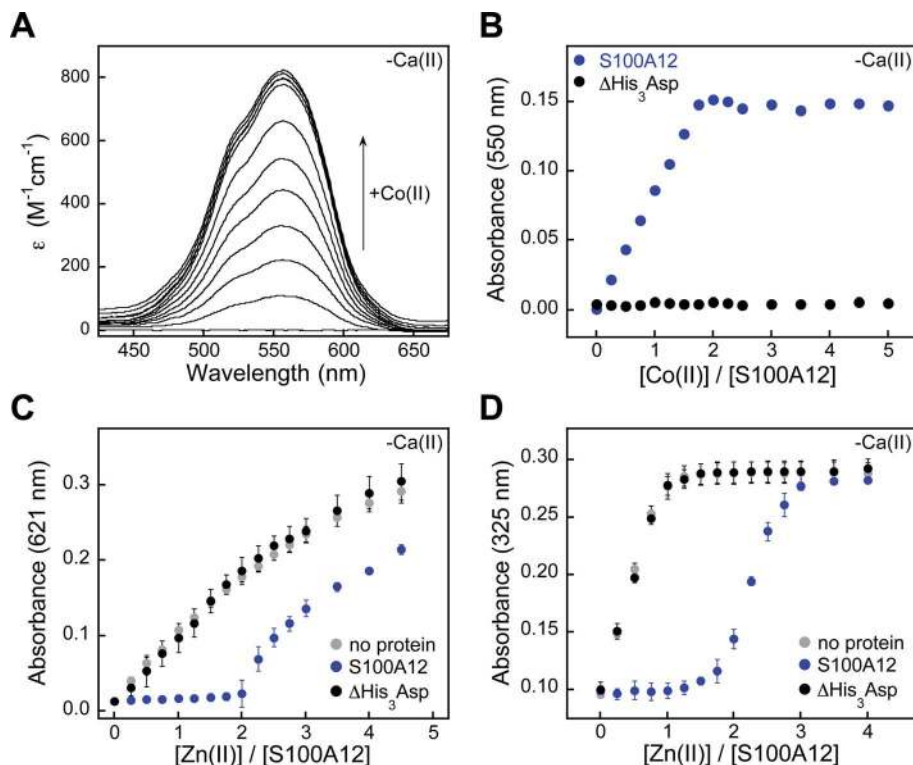 A
-Ca(II)
800
600
400
200
0
ε (M⁻¹cm⁻¹)
+Co(II)
450 500 550 600 650
Wavelength (nm)
B
-Ca(II)
S100A12
ΔHis₃Asp
0.15
0.10
0.05
0.00
Absorbance (550 nm)
0 1 2 3 4 5
[Co(II)] / [S100A12]
C
-Ca(II)
0.3
0.2
0.1
0.0
Absorbance (621 nm)
no protein
S100A12
ΔHis₃Asp
0 1 2 3 4 5
[Zn(II)] / [S100A12]
D
-Ca(II)
0.30
0.25
0.20
0.15
0.10
Absorbance (325 nm)
no protein
S100A12
ΔHis₃Asp
0 1 2 3 4
[Zn(II)] / [S100A12]